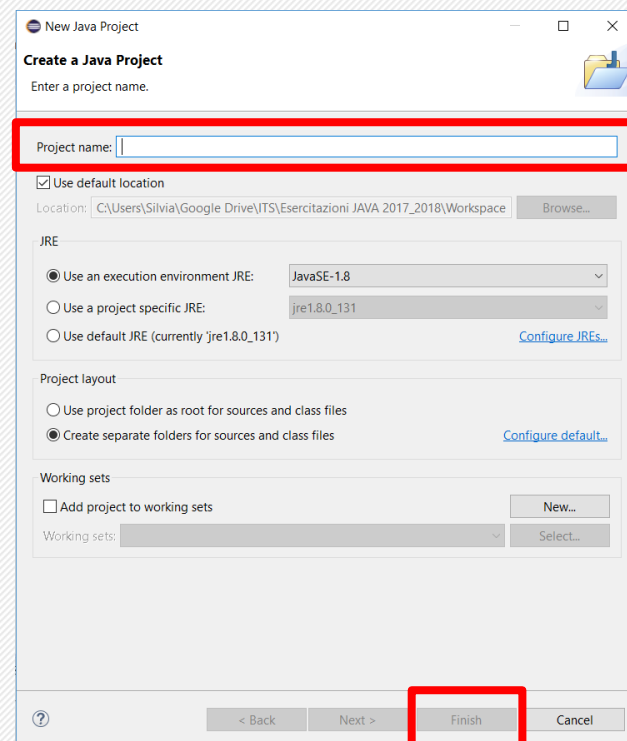 New Java Project
Create a Java Project
Enter a project name.
Project name:
Use default location
Location: C:\Users\Silvia\Google Drive\ITS\Esercitazioni JAVA 2017_2018\Workspace Browse...
JRE
Use an execution environment JRE: JavaSE-1.8
Use a project specific JRE: jre1.8.0_131
Use default JRE (currently 'jre1.8.0_131') Configure JREs...
Project layout
Use project folder as root for sources and class files
Create separate folders for sources and class files Configure default...
Working sets
Add project to working sets New...
Working sets: Select...
? < Back Next > Finish Cancel